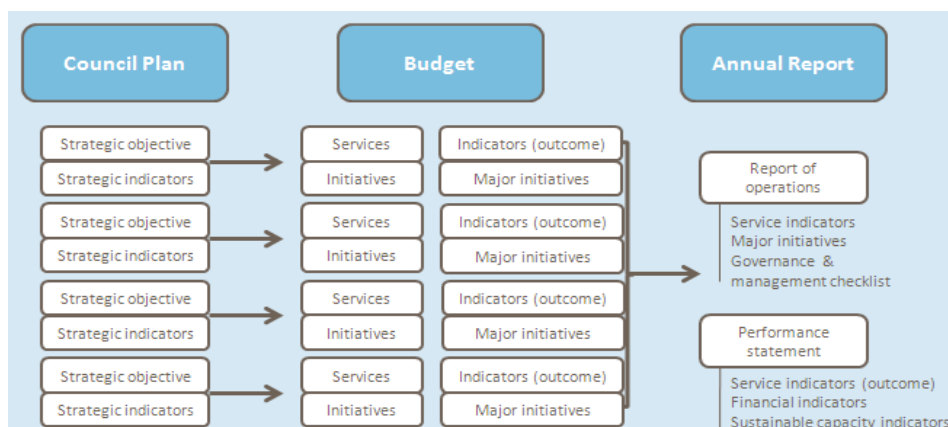 Council Plan
Budget
Annual Report
Strategic objective
Strategic indicators
Services
Initiatives
Indicators (outcome)
Major initiatives
Strategic objective
Strategic indicators
Services
Initiatives
Indicators (outcome)
Major initiatives
Strategic objective
Strategic indicators
Services
Initiatives
Indicators (outcome)
Major initiatives
Strategic objective
Strategic indicators
Services
Initiatives
Indicators (outcome)
Major initiatives
Report of
operations
Service indicators
Major initiatives
Governance &
management checklist
Performance
statement
Service indicators (outcome)
Financial indicators
Sustainable capacity indicators